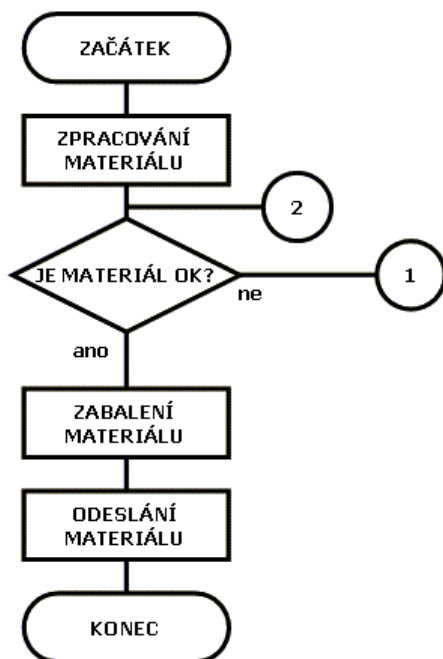 ZAČÁTEK
ZPRACOVÁNÍ
MATERIÁLU
2
JE MATERIÁL OK?
1
ne
ano
ZABALENÍ
MATERIÁLU
ODESLÁNÍ
MATERIÁLU
KONEC